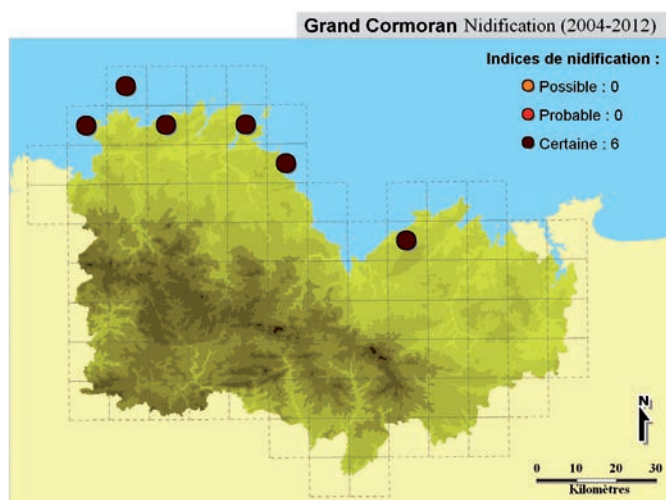 Grand Cormoran Nidification (2004-2012)
Indices de nidification :
Possible : 0
Probable : 0
Certaine : 6
N
0 10 20 30
Kilomètres